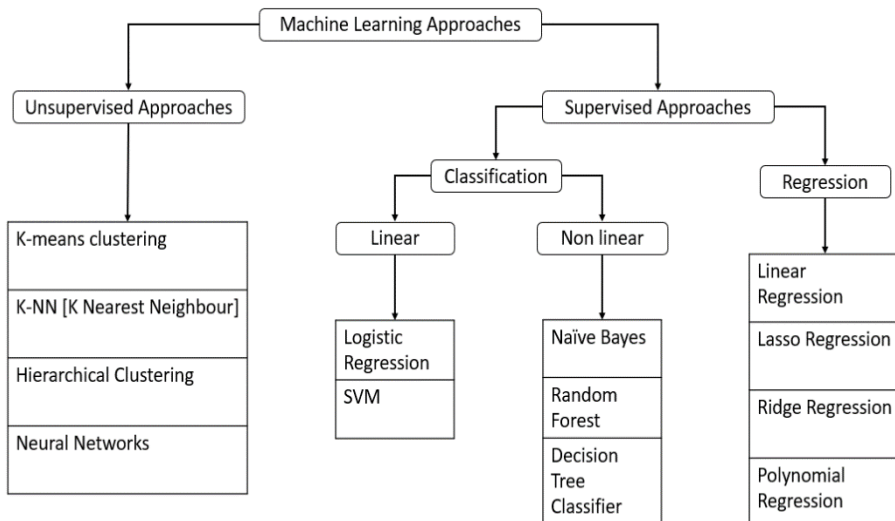 Machine Learning Approaches
Unsupervised Approaches
Supervised Approaches
Classification
Regression
Linear
Non linear
K-means clustering
K-NN [K Nearest Neighbour]
Hierarchical Clustering
Neural Networks
Logistic
Regression
SVM
Naïve Bayes
Random
Forest
Decision
Tree
Classifier
Linear
Regression
Lasso Regression
Ridge Regression
Polynomial
Regression